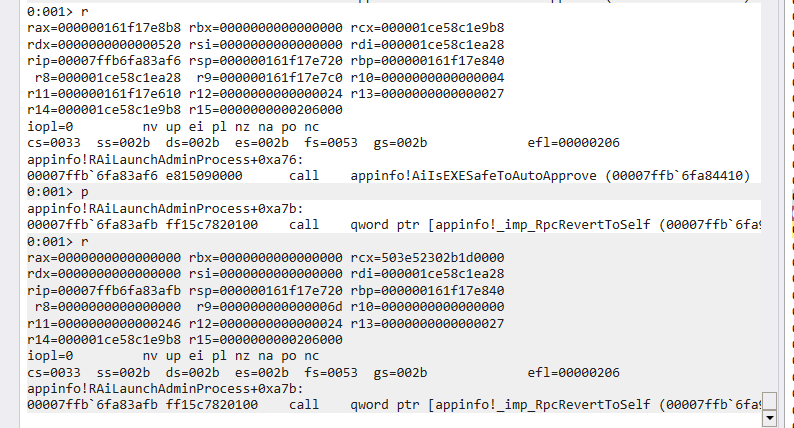 0:001> r
rax=000000161f17e8b8 rbx=0000000000000000 rcx=000001ce58c1e9b8
rdx=0000000000000520 rsi=0000000000000000 rdi=000001ce58c1ea28
rip=00007ffb6fa83af6 rsp=000000161f17e720 rbp=000000161f17e840
r8=000001ce58c1ea28 r9=000000161f17e7c0 r10=0000000000000004
r11=000000161f17e610 r12=0000000000000024 r13=0000000000000027
r14=000001ce58c1e9b8 r15=0000000000206000
iopl=0 nv up ei pl nz na po nc
cs=0033 ss=002b ds=002b es=002b fs=0053 gs=002b efl=00000206
appinfo!RAiLaunchAdminProcess+0xa76:
00007ffb`6fa83af6 e815090000 call appinfo!AiIsEXESafeToAutoApprove (00007ffb`6fa84410)
0:001> p
appinfo!RAiLaunchAdminProcess+0xa7b:
00007ffb`6fa83afb ff15c7820100 call qword ptr [appinfo!_imp_RpcRevertToSelf (00007ffb`6fa9
0:001> r
rax=0000000000000000 rbx=0000000000000000 rcx=503e52302b1d0000
rdx=0000000000000000 rsi=0000000000000000 rdi=000001ce58c1ea28
rip=00007ffb6fa83afb rsp=000000161f17e720 rbp=000000161f17e840
r8=0000000000000000 r9=000000000000006d r10=0000000000000000
r11=0000000000000246 r12=0000000000000024 r13=0000000000000027
r14=000001ce58c1e9b8 r15=0000000000206000
iopl=0 nv up ei pl nz na po nc
cs=0033 ss=002b ds=002b es=002b fs=0053 gs=002b efl=00000206
appinfo!RAiLaunchAdminProcess+0xa7b:
00007ffb`6fa83afb ff15c7820100 call qword ptr [appinfo!_imp_RpcRevertToSelf (00007ffb`6fa9